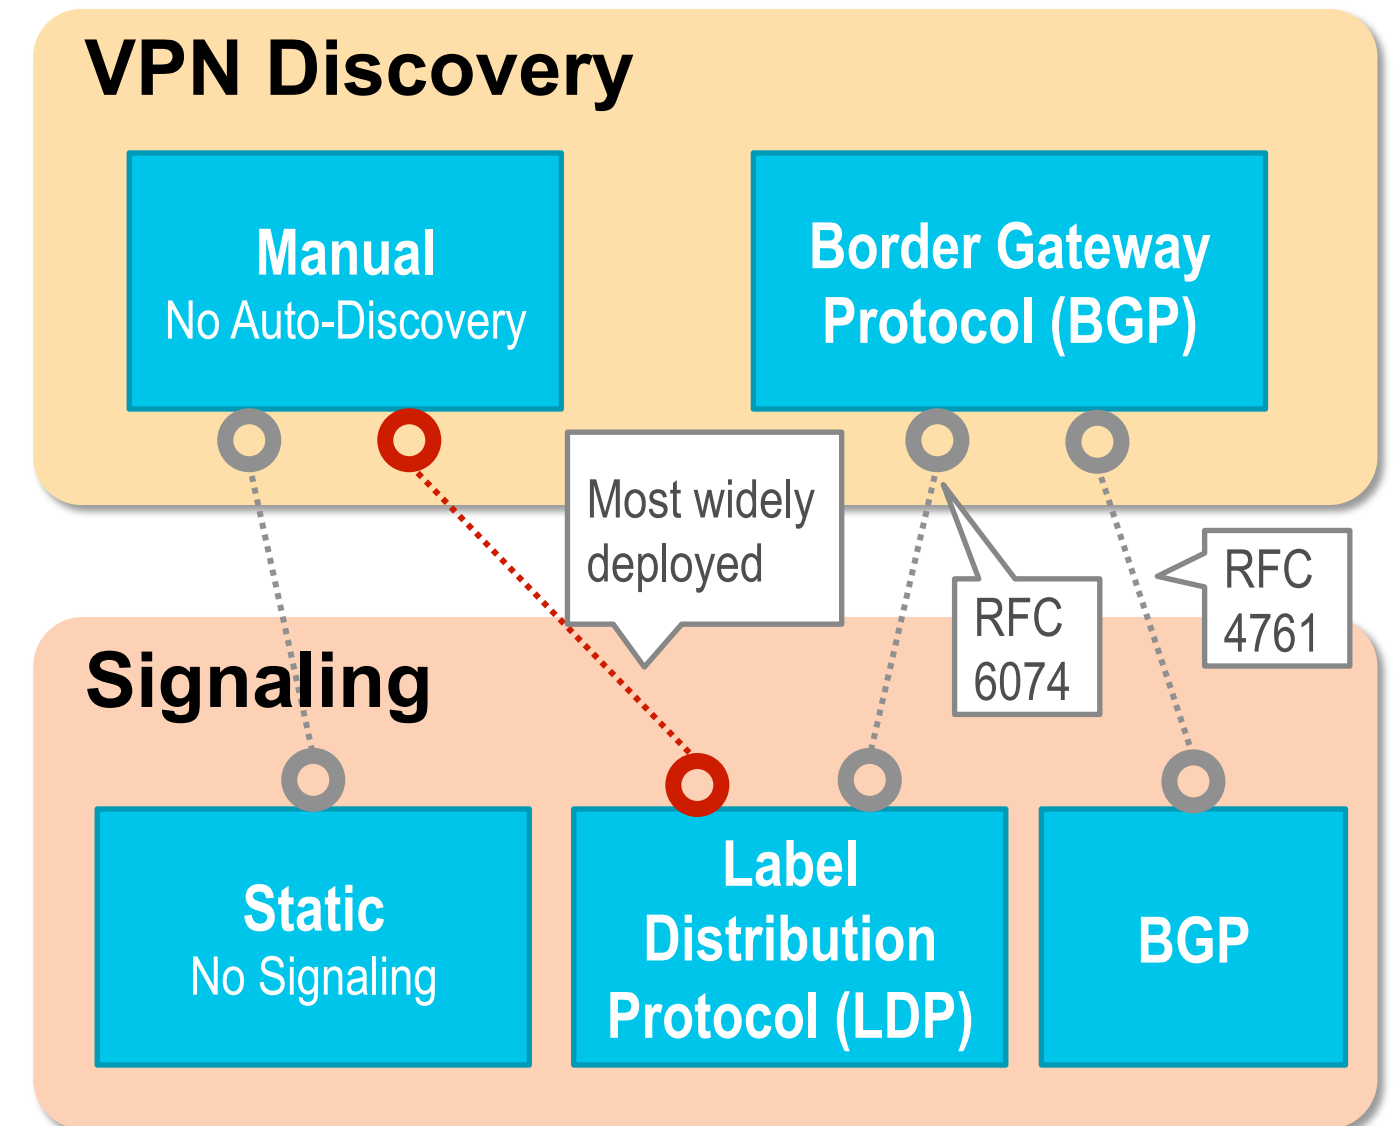 VPN Discovery
Manual
No Auto-Discovery
Border Gateway
Protocol (BGP)
Most widely
deployed
RFC
6074
RFC
4761
Signaling
Static
No Signaling
Label
Distribution
Protocol (LDP)
BGP